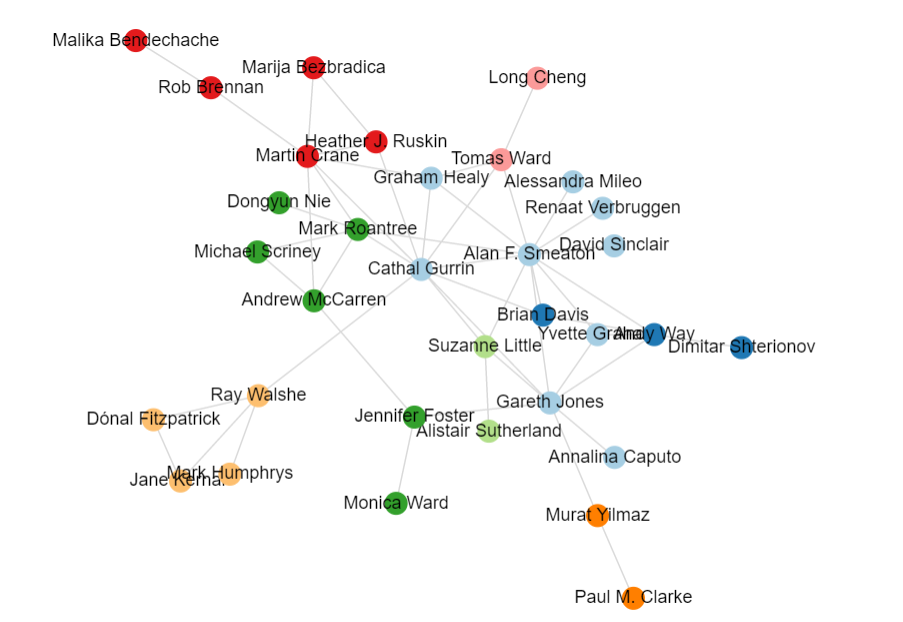 Malika Bendechache
Marija Bezbradica
Long Cheng
Rob Brennan
Heather J. Ruskin
Martin Crane
Tomas Ward
Graham Healy
Alessandra Mileo
Dongyun Nie
Renaat Verbruggen
Mark Roantree
David Sinclair
Michael Scriney
Alan F. Smeaton
Cathal Gurrin
Andrew McCarren
Brian Davis
Yvette Graham
Andy Way
Suzanne Little
Dimitar Shterionov
Ray Walshe
Gareth Jones
Dónal Fitzpatrick
Jennifer Foster
Alistair Sutherland
Annalina Caputo
Mark Humphrys
Jane
Monica Ward
Murat Yilmaz
Paul M. Clarke